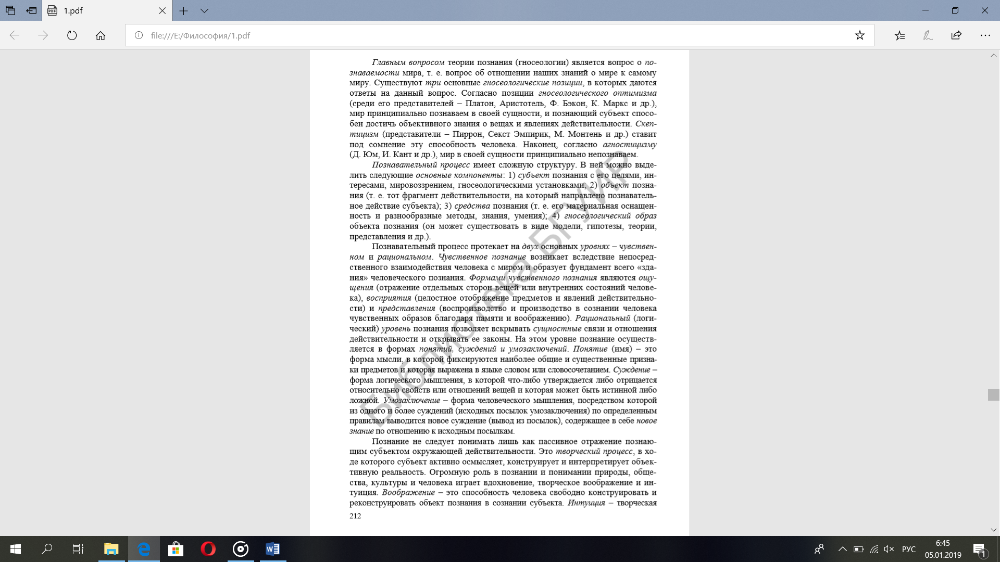 1.pdf
file:///E:/Философия/1.pdf
Главным вопросом теории познания (гносеологии) является вопрос о по-
знаваемости мира, т. е. вопрос об отношении наших знаний о мире к самому
миру. Существуют три основные гносеологические позиции, в которых даются
ответы на данный вопрос. Согласно позиции гносеологического оптимизма
(среди его представителей – Платон, Аристотель, Ф. Бэкон, К. Маркс и др.),
мир принципиально познаваем в своей сущности, и познающий субъект спосо-
бен достичь объективного знания о вещах и явлениях действительности. Скеп-
тицизм (представители – Пиррон, Секст Эмпирик, М. Монтень и др.) ставит
под сомнение эту способность человека. Наконец, согласно агностицизму
(Д. Юм, И. Кант и др.), мир в своей сущности принципиально непознаваем.
Познавательный процесс имеет сложную структуру. В ней можно выде-
лить следующие основные компоненты: 1) субъект познания с его целями, ин-
тересами, мировоззрением, гносеологическими установками; 2) объект позна-
ния (т. е. тот фрагмент действительности, на который направлено познаватель-
ное действие субъекта); 3) средства познания (т. е. его материальная оснащен-
ность и разнообразные методы, знания, умения); 4) гносеологический образ
объекта познания (он может существовать в виде модели, гипотезы, теории,
представления и др.).
Познавательный процесс протекает на двух основных уровнях – чувствен-
ном и рациональном. Чувственное познание возникает вследствие непосред-
ственного взаимодействия человека с миром и образует фундамент всего «зда-
ния» человеческого познания. Формами чувственного познания являются ощу-
щения (отражение отдельных сторон вещей или внутренних состояний челове-
ка), восприятия (целостное отображение предметов и явлений действительно-
сти) и представления (воспроизводство и производство в сознании человека
чувственных образов благодаря памяти и воображению). Рациональный (логи-
ческий) уровень познания позволяет вскрывать сущностные связи и отношения
действительности и открывать ее законы. На этом уровне познание осуществ-
ляется в формах понятий, суждений и умозаключений. Понятие (имя) – это
форма мысли, в которой фиксируются наиболее общие и существенные призна-
ки предметов и которая выражена в языке словом или словосочетанием. Суждение –
форма логического мышления, в которой что-либо утверждается либо отрицается
относительно свойств или отношений вещей и которая может быть истинной либо
ложной. Умозаключение – форма человеческого мышления, посредством которой
из одного и более суждений (исходных посылок умозаключения) по определенным
правилам выводится новое суждение (вывод из посылок), содержащее в себе новое
знание по отношению к исходным посылкам.
Познание не следует понимать лишь как пассивное отражение познаю-
щим субъектом окружающей действительности. Это творческий процесс, в хо-
де которого субъект активно осмысляет, конструирует и интерпретирует объек-
тивную реальность. Огромную роль в познании и понимании природы, обще-
ства, культуры и человека играет вдохновение, творческое воображение и ин-
туиция. Воображение – это способность человека свободно конструировать и
реконструировать объект познания в сознании субъекта. Интуиция – творческая
212
Библиотека БГУИР
РУС
6:45
05.01.2019
1